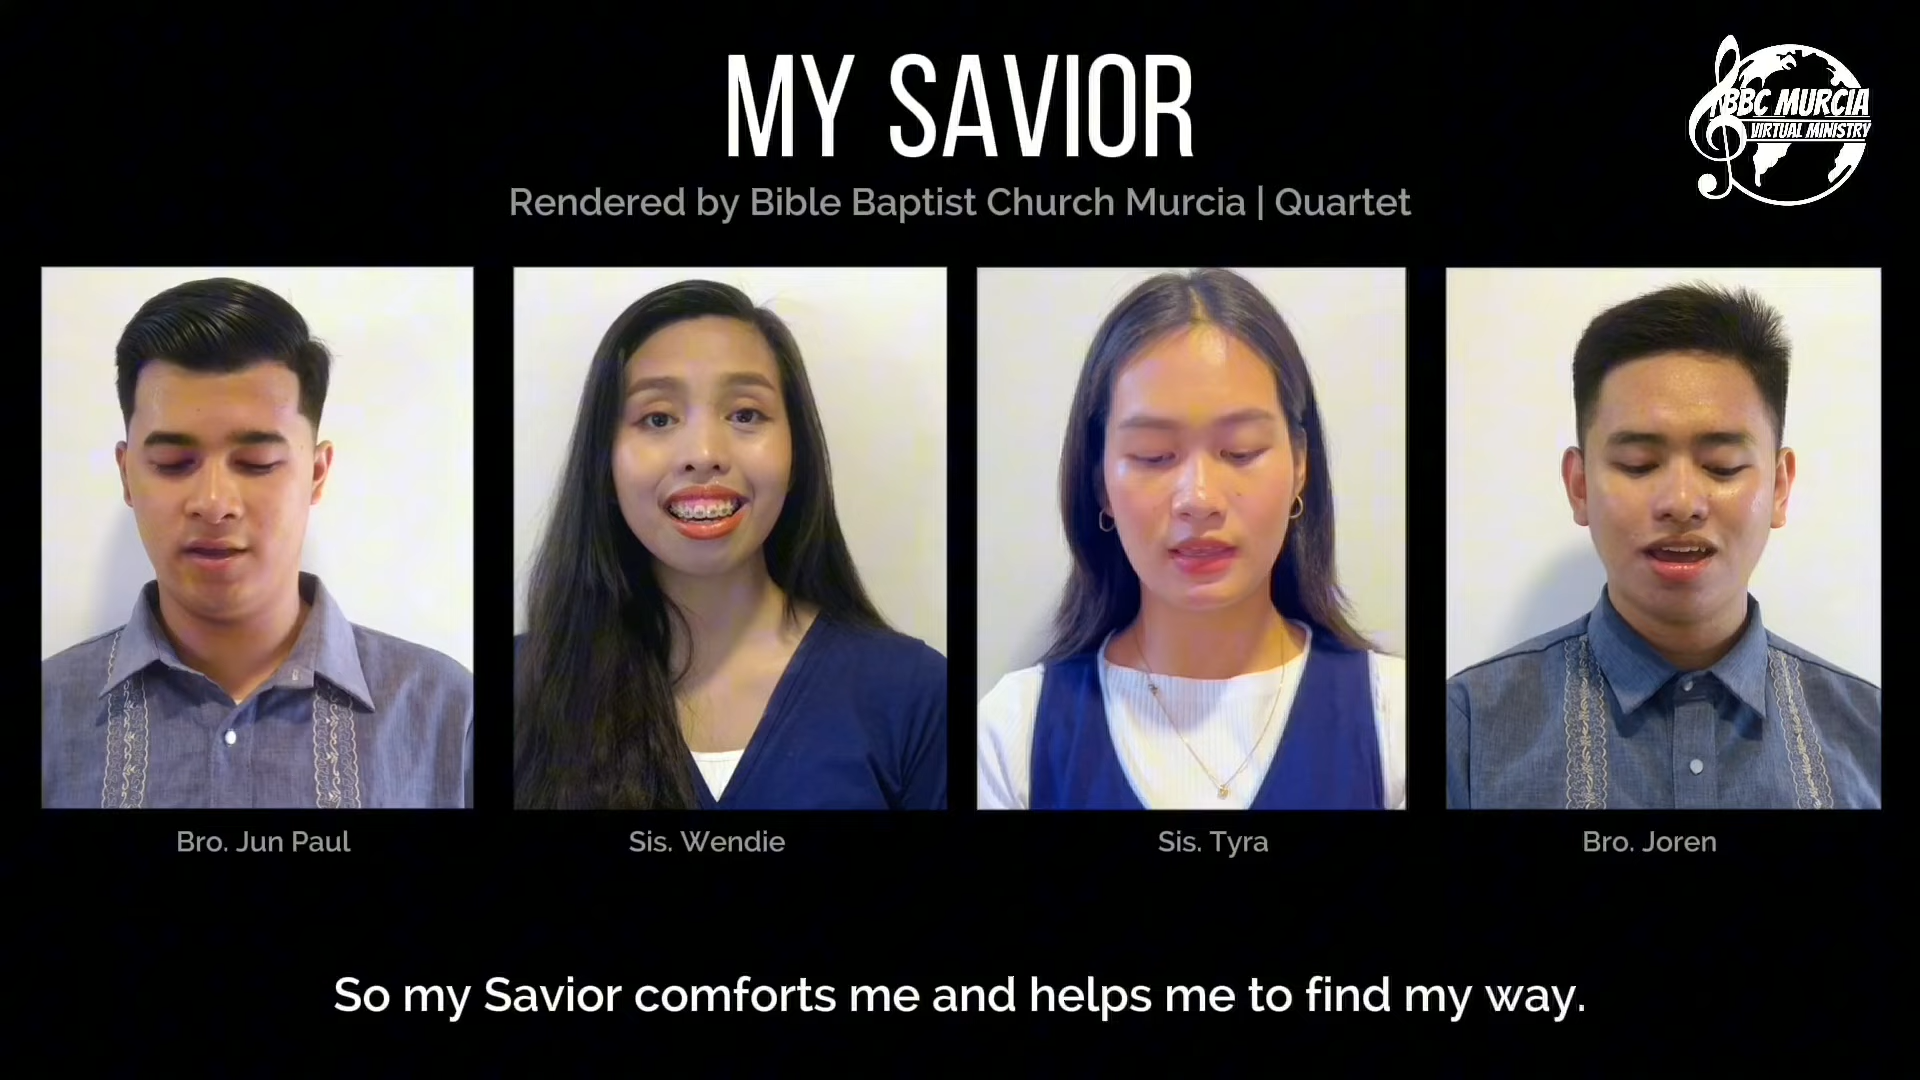 MY SAVIOR
Rendered by Bible Baptist Church Murcia | Quartet
BBC MURCIA
VIRTUAL MINISTRY
Bro. Jun Paul
Sis. Wendie
Sis. Tyra
Bro. Joren
So my Savior comforts me and helps me to find my way.